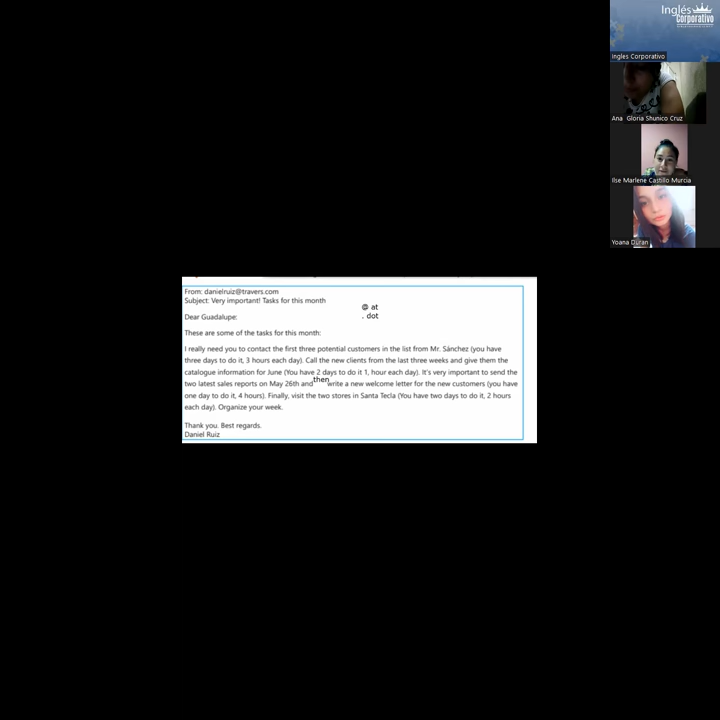 Inglés
Corporativo
Ingles Corporativo
Ana Gloria Shunico Cruz
Ilse Marlene Castillo Murcia
Yoana Duran
From: danielruiz@travers.com
Subject: Very important! Tasks for this month
@ at
. dot
Dear Guadalupe:
These are some of the tasks for this month:
I really need you to contact the first three potential customers in the list from Mr. Sánchez (you have
three days to do it, 3 hours each day). Call the new clients from the last three weeks and give them the
catalogue information for June (You have 2 days to do it 1, hour each day). It's very important to send the
two latest sales reports on May 26th and then write a new welcome letter for the new customers (you have
one day to do it, 4 hours). Finally, visit the two stores in Santa Tecla (You have two days to do it, 2 hours
each day). Organize your week.
Thank you. Best regards.
Daniel Ruiz